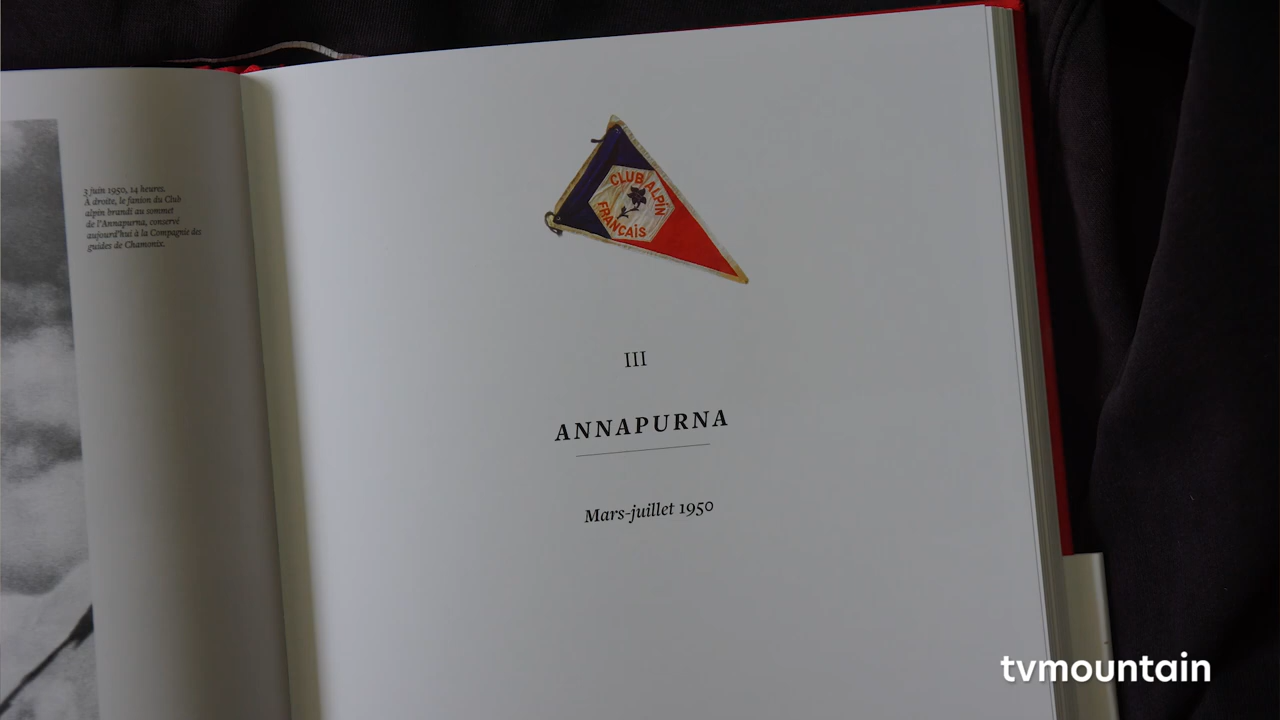 3 juin 1950, 14 heures.
À droite, le fanion du Club
alpin brandi au sommet
de l'Annapurna, conservé
aujourd'hui à la Compagnie des
guides de Chamonix.
CLUB ALPIN
FRANÇAIS
III
ANNAPURNA
Mars-juillet 1950
tvmountain